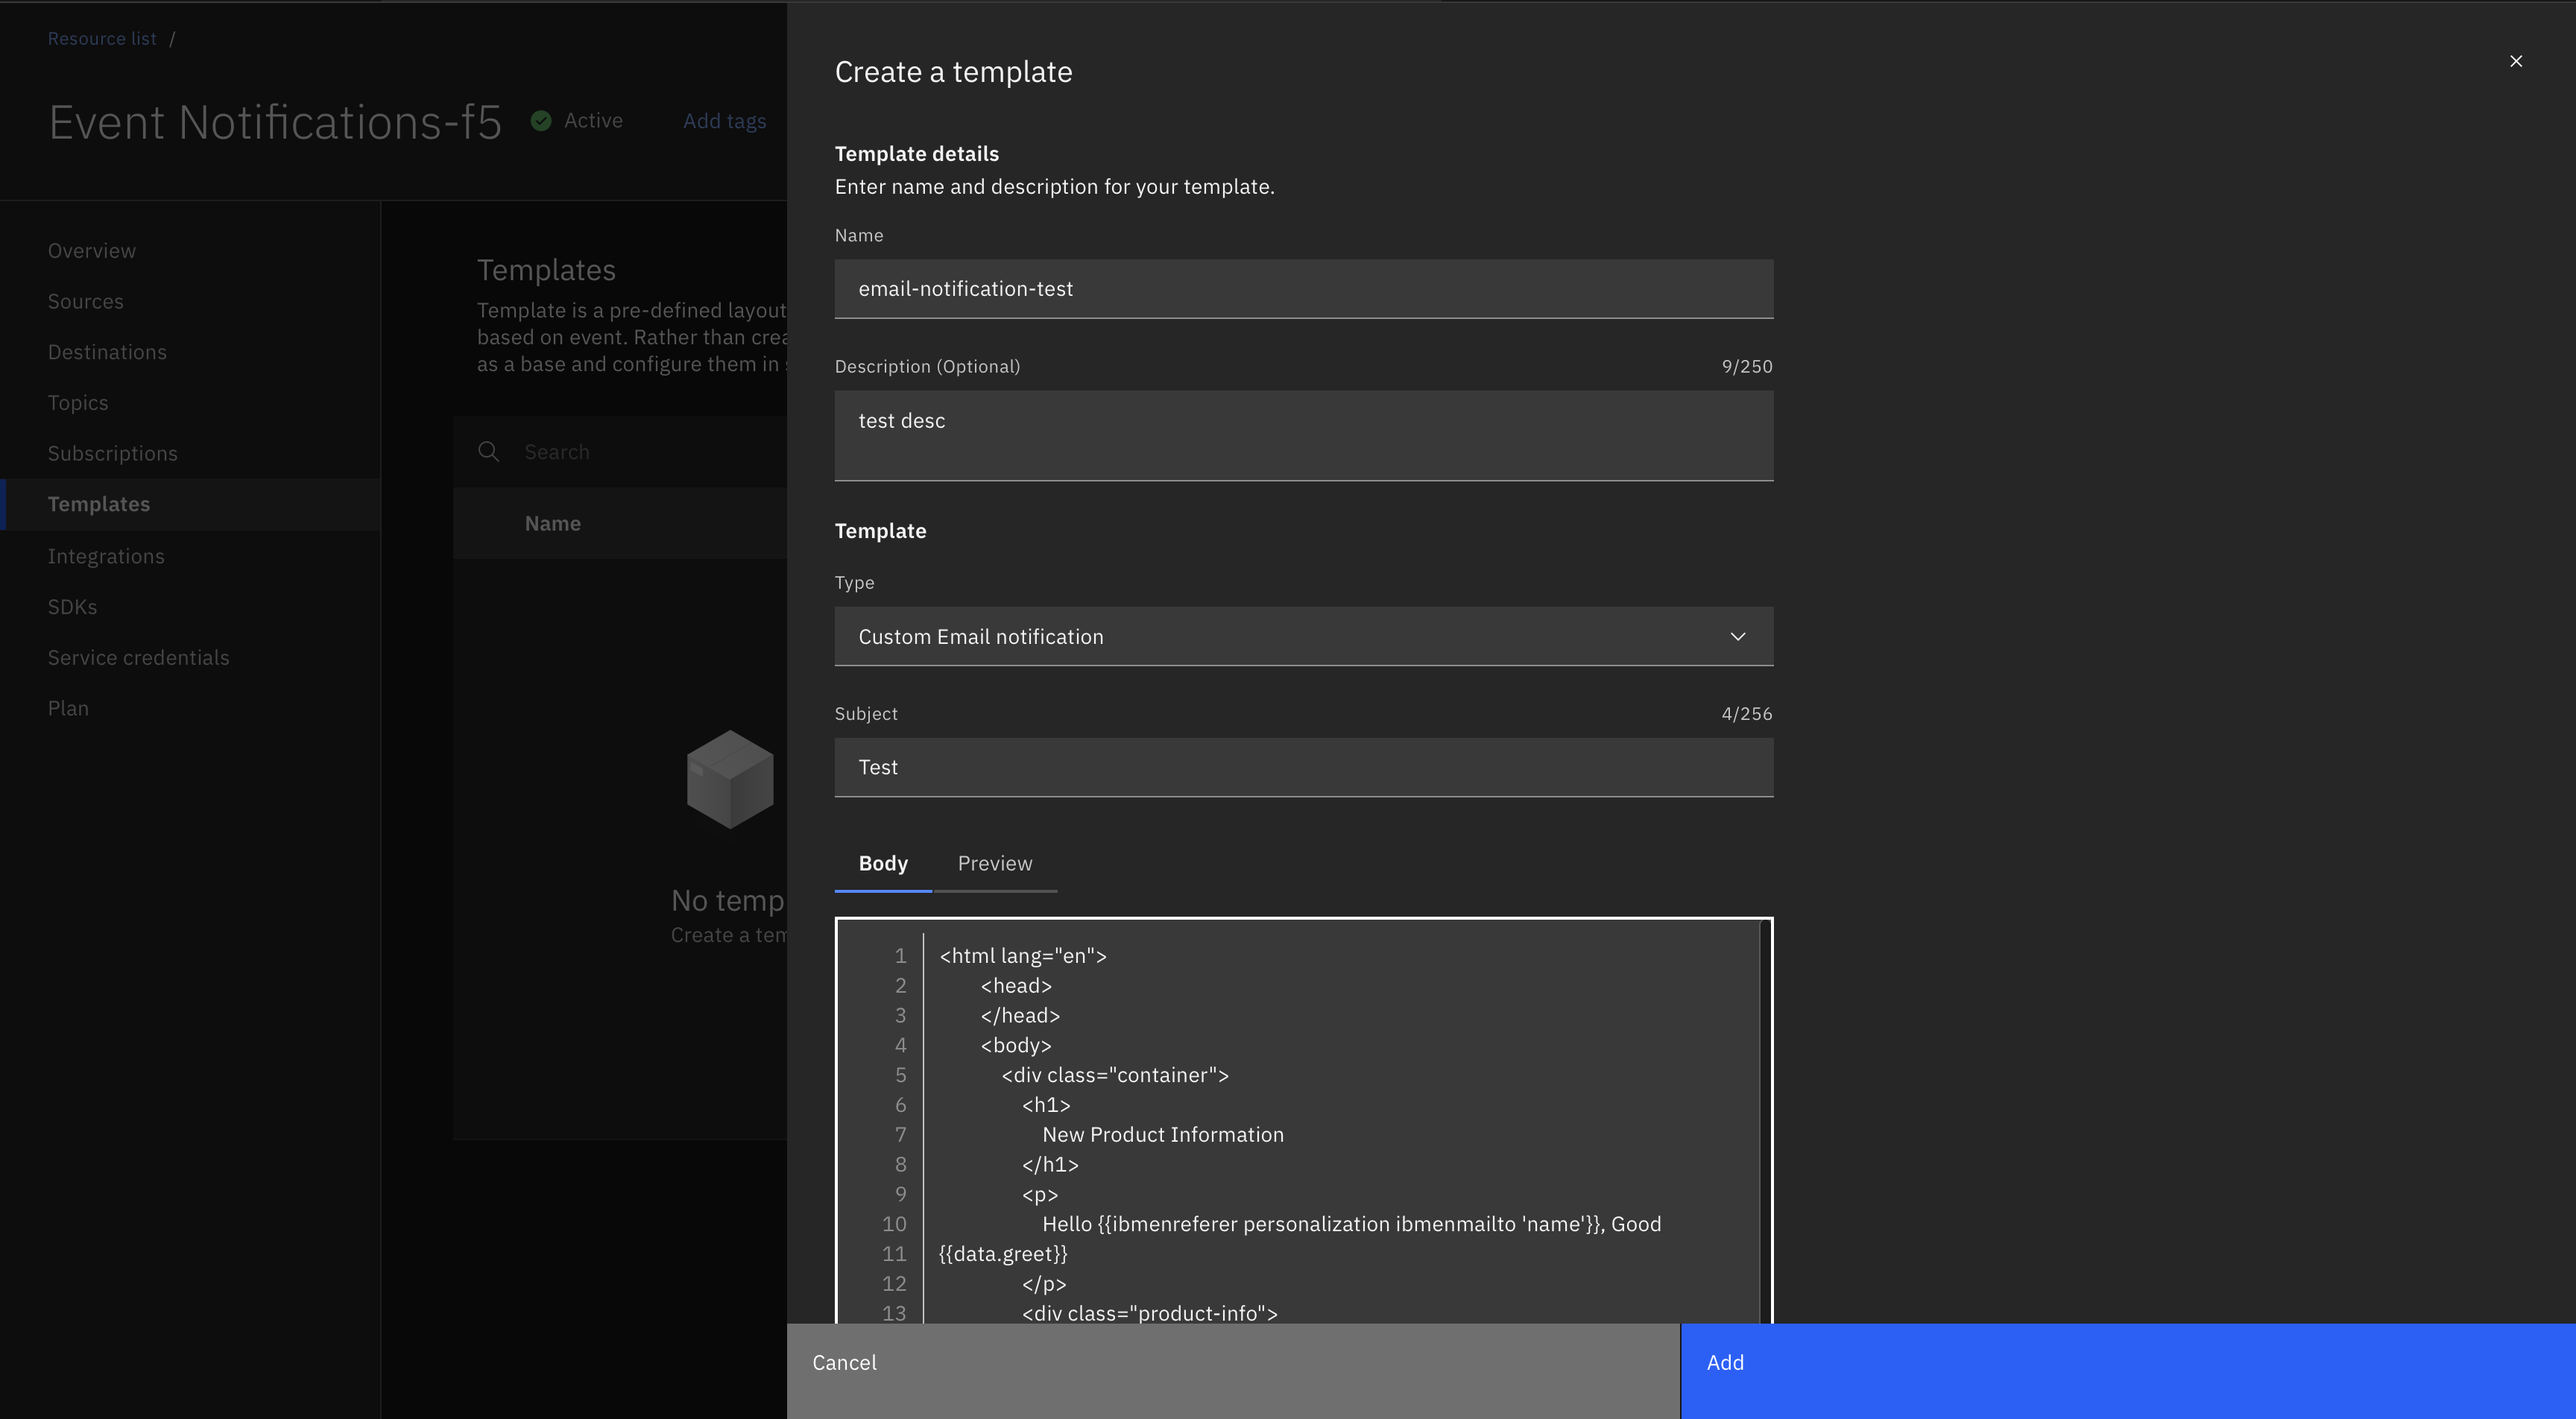 Resource list /
Event Notifications-f5
Active
Add tags
Overview
Sources
Destinations
Topics
Subscriptions
Templates
Integrations
SDKs
Service credentials
Plan
Templates
Template is a pre-defined layout
based on event. Rather than crea
as a base and configure them in
Search
Name
No temp
Create a tem
Create a template
Template details
Enter name and description for your template.
Name
email-notification-test
Description (Optional) 9/250
test desc
Template
Type
Custom Email notification
Subject 4/256
Test
Body Preview
1 <html lang="en">
2 <head>
3 </head>
4 <body>
5 <div class="container">
6 <h1>
7 New Product Information
8 </h1>
9 <p>
10 Hello {{ibmenreferer personalization ibmenmailto 'name'}}, Good
11 {{data.greet}}
12 </p>
13 <div class="product-info">
Cancel
Add